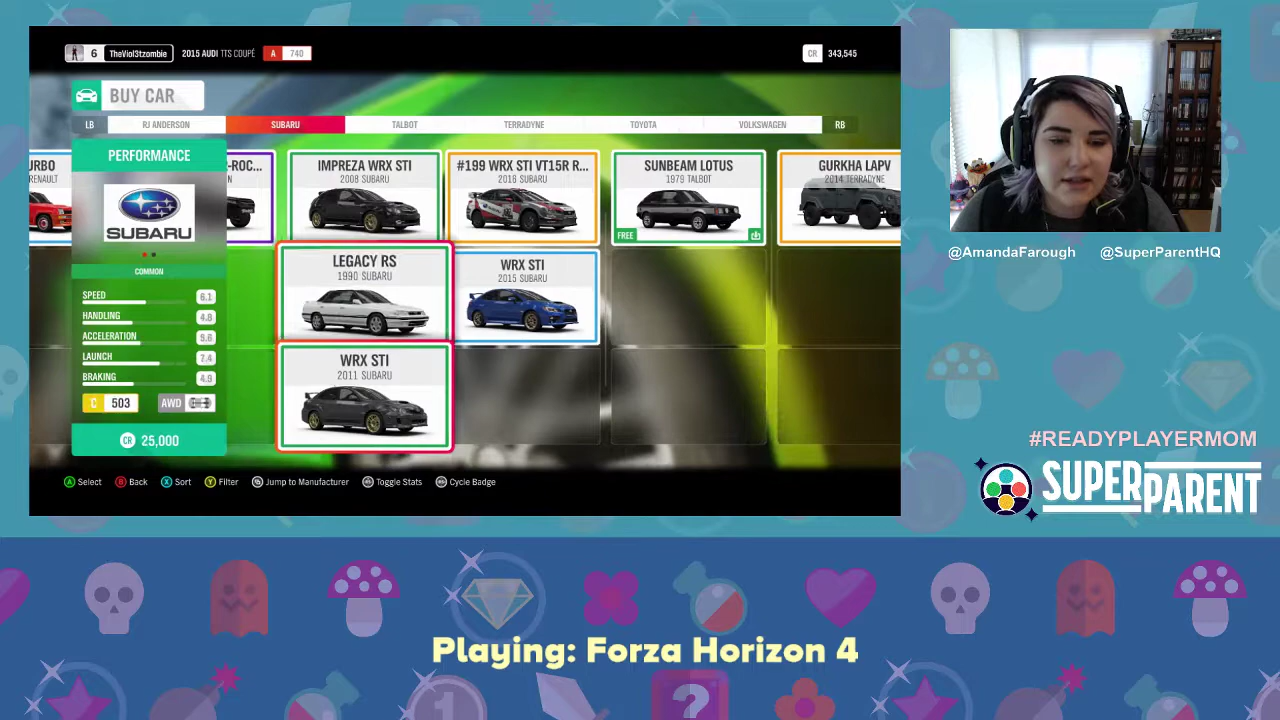 6 TheViol3tzombie 2015 AUDI TTS COUPÉ A 740 CR 343,545
BUY CAR
LB RJ ANDERSON SUBARU TALBOT TERRADYNE TOYOTA VOLKSWAGEN RB
PERFORMANCE
SUBARU
COMMON
SPEED 6.1
HANDLING 4.8
ACCELERATION 5.6
LAUNCH 7.4
BRAKING 4.9
C 503 AWD
CR 25,000
URBO
RENAULT
-ROC...
N
IMPREZA WRX STI
2008 SUBARU
#199 WRX STI VT15R R...
2016 SUBARU
SUNBEAM LOTUS
1979 TALBOT
FREE
GURKHA LAPV
2014 TERRADYNE
LEGACY RS
1990 SUBARU
WRX STI
2015 SUBARU
WRX STI
2011 SUBARU
A Select B Back X Sort Y Filter Jump to Manufacturer Toggle Stats Cycle Badge
@AmandaFarough @SuperParentHQ
#READYPLAYERMOM
SUPER
PARENT
Playing: Forza Horizon 4
1
?